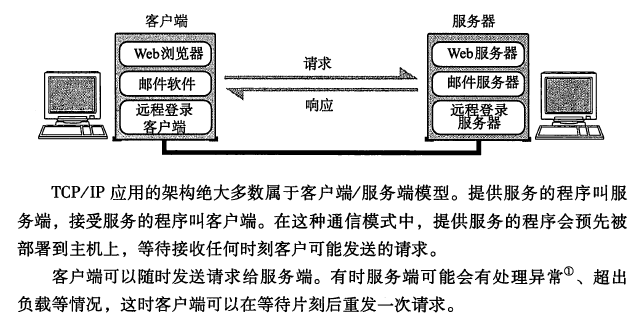 客户端
服务器
Web浏览器
Web服务器
请求
邮件软件
邮件服务器
响应
远程登录
客户端
远程登录
服务器
TCP/IP 应用的架构绝大多数属于客户端/服务端模型。提供服务的程序叫服
务端，接受服务的程序叫客户端。在这种通信模式中，提供服务的程序会预先被
部署到主机上，等待接收任何时刻客户可能发送的请求。
客户端可以随时发送请求给服务端。有时服务端可能会有处理异常①、超出
负载等情况，这时客户端可以在等待片刻后重发一次请求。